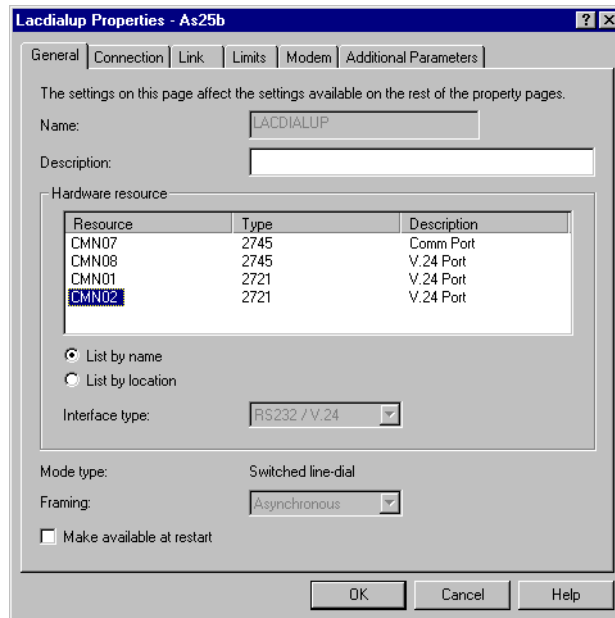 Lacdialup Properties - As25b
General Connection Link Limits Modem Additional Parameters
The settings on this page affect the settings available on the rest of the property pages.
Name: LACDIALUP
Description:
Hardware resource
Resource Type Description
CMN07 2745 Comm Port
CMN08 2745 V.24 Port
CMN01 2721 V.24 Port
CMN02 2721 V.24 Port
List by name
List by location
Interface type: RS232 / V.24
Mode type: Switched line-dial
Framing: Asynchronous
Make available at restart
OK Cancel Help